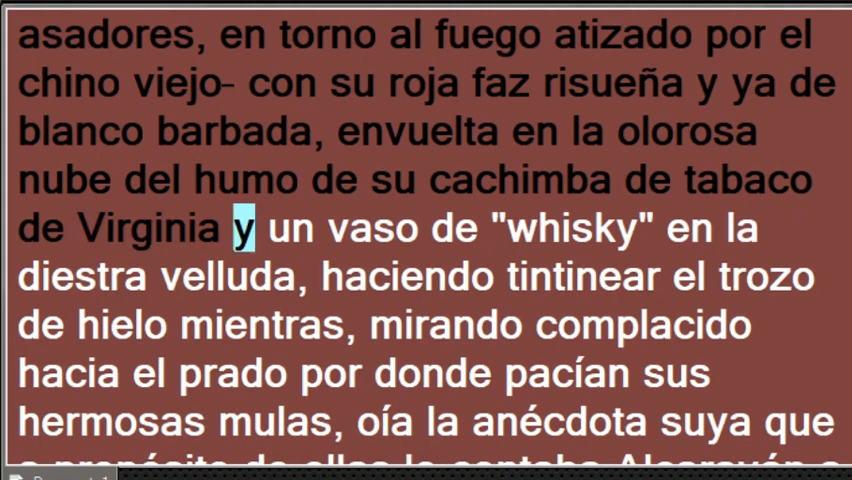 asadores, en torno al fuego atizado por el
chino viejo- con su roja faz risueña y ya de
blanco barbada, envuelta en la olorosa
nube del humo de su cachimba de tabaco
de Virginia y un vaso de "whisky" en la
diestra velluda, haciendo tintinear el trozo
de hielo mientras, mirando complacido
hacia el prado por donde pacían sus
hermosas mulas, oía la anécdota suya que